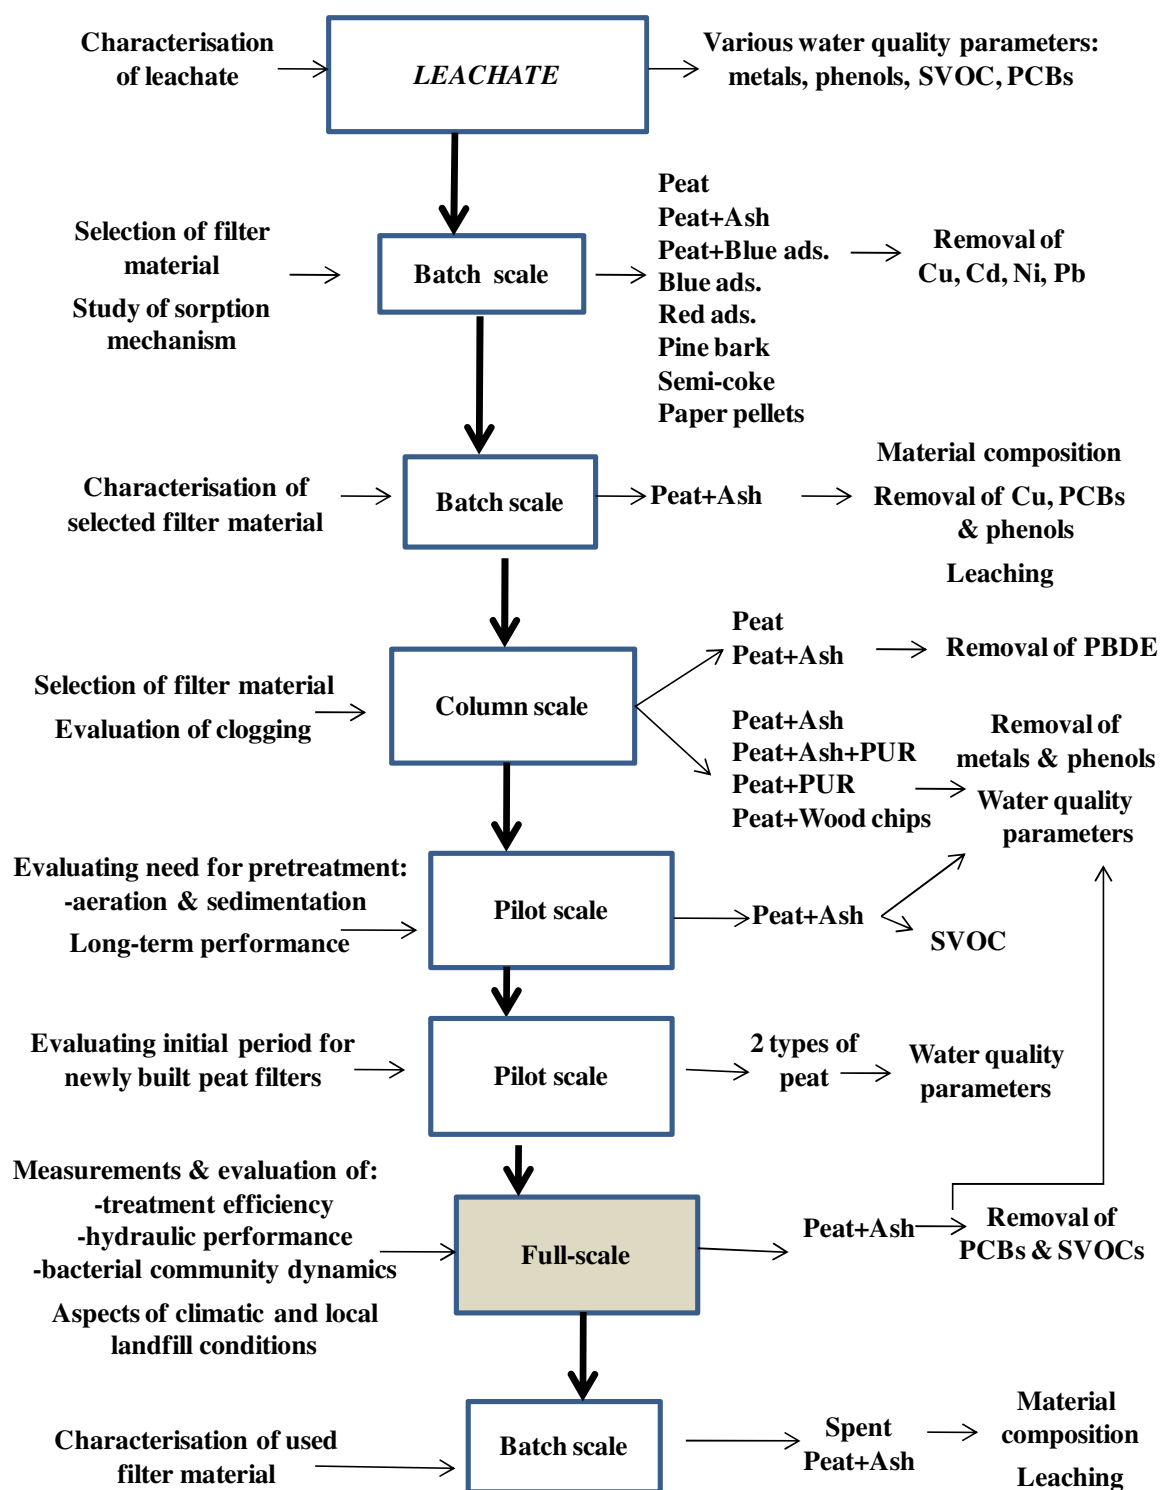 Characterisation
of leachate
LEACHATE
Various water quality parameters:
metals, phenols, SVOC, PCBs
Selection of filter
material
Study of sorption
mechanism
Batch scale
Peat
Peat+Ash
Peat+Blue ads.
Blue ads.
Red ads.
Pine bark
Semi-coke
Paper pellets
Removal of
Cu, Cd, Ni, Pb
Characterisation of
selected filter material
Batch scale
Peat+Ash
Material composition
Removal of Cu, PCBs
& phenols
Leaching
Selection of filter material
Evaluation of clogging
Column scale
Peat
Peat+Ash
Removal of PBDE
Peat+Ash
Peat+Ash+PUR
Peat+PUR
Peat+Wood chips
Removal of
metals & phenols
Water quality
parameters
Evaluating need for pretreatment:
-aeration & sedimentation
Long-term performance
Pilot scale
Peat+Ash
SVOC
Evaluating initial period for
newly built peat filters
Pilot scale
2 types of
peat
Water quality
parameters
Measurements & evaluation of:
-treatment efficiency
-hydraulic performance
-bacterial community dynamics
Aspects of climatic and local
landfill conditions
Full-scale
Peat+Ash
Removal of
PCBs & SVOCs
Characterisation of used
filter material
Batch scale
Spent
Peat+Ash
Material
composition
Leaching